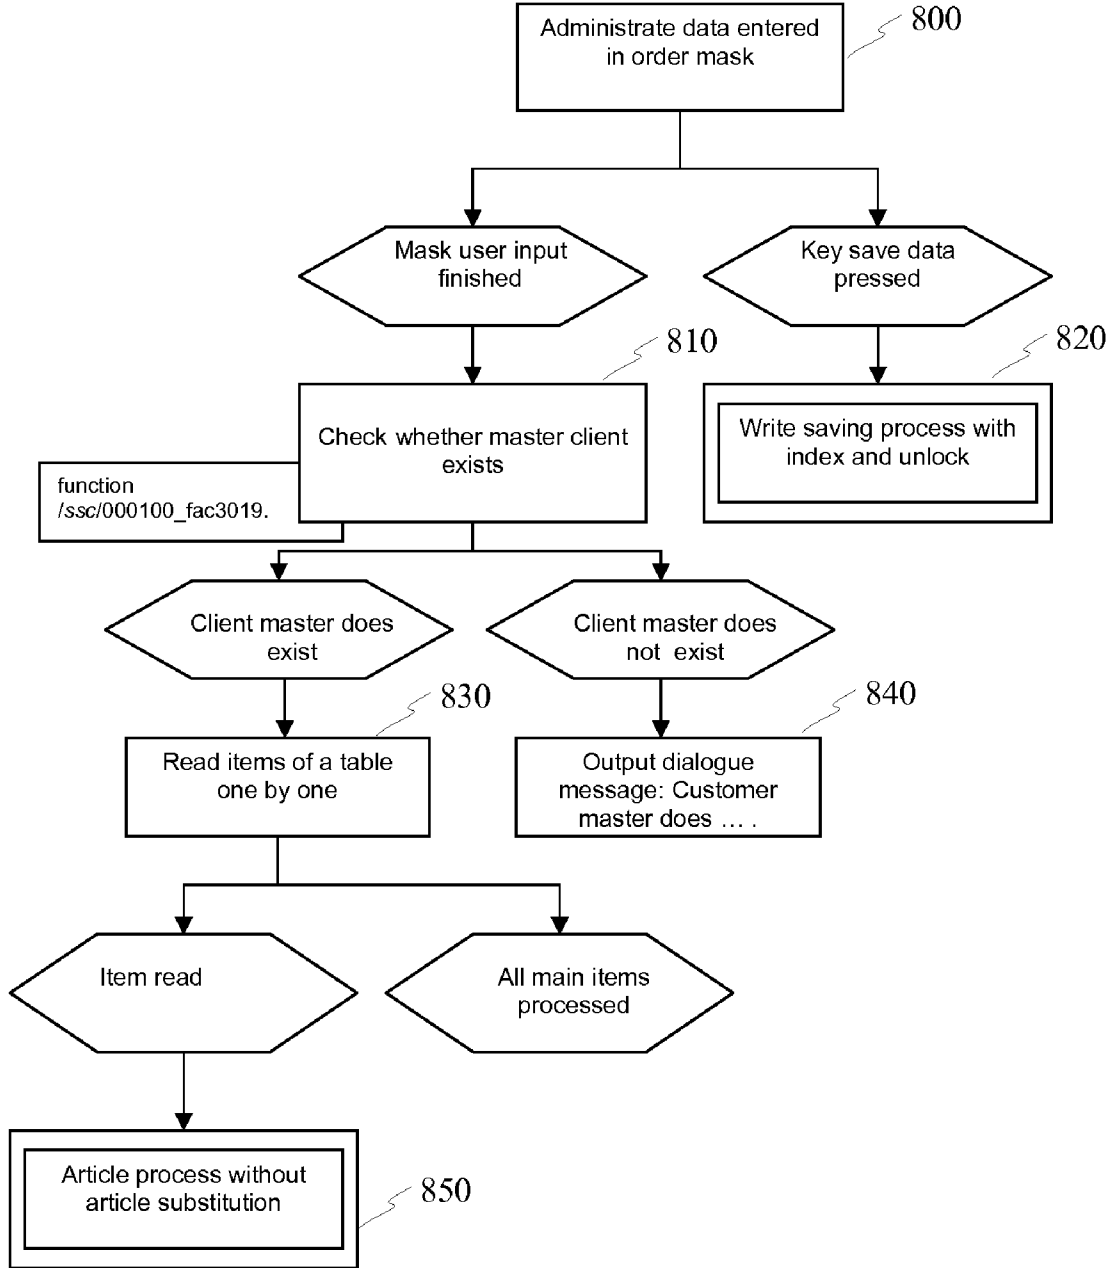 Administrate data entered
in order mask
800
Mask user input
finished
Key save data
pressed
810
820
Check whether master client
exists
Write saving process with
index and unlock
function
/ssc/000100_fac3019.
Client master does
exist
Client master does
not exist
830
840
Read items of a table
one by one
Output dialogue
message: Customer
master does ... .
Item read
All main items
processed
Article process without
article substitution
850